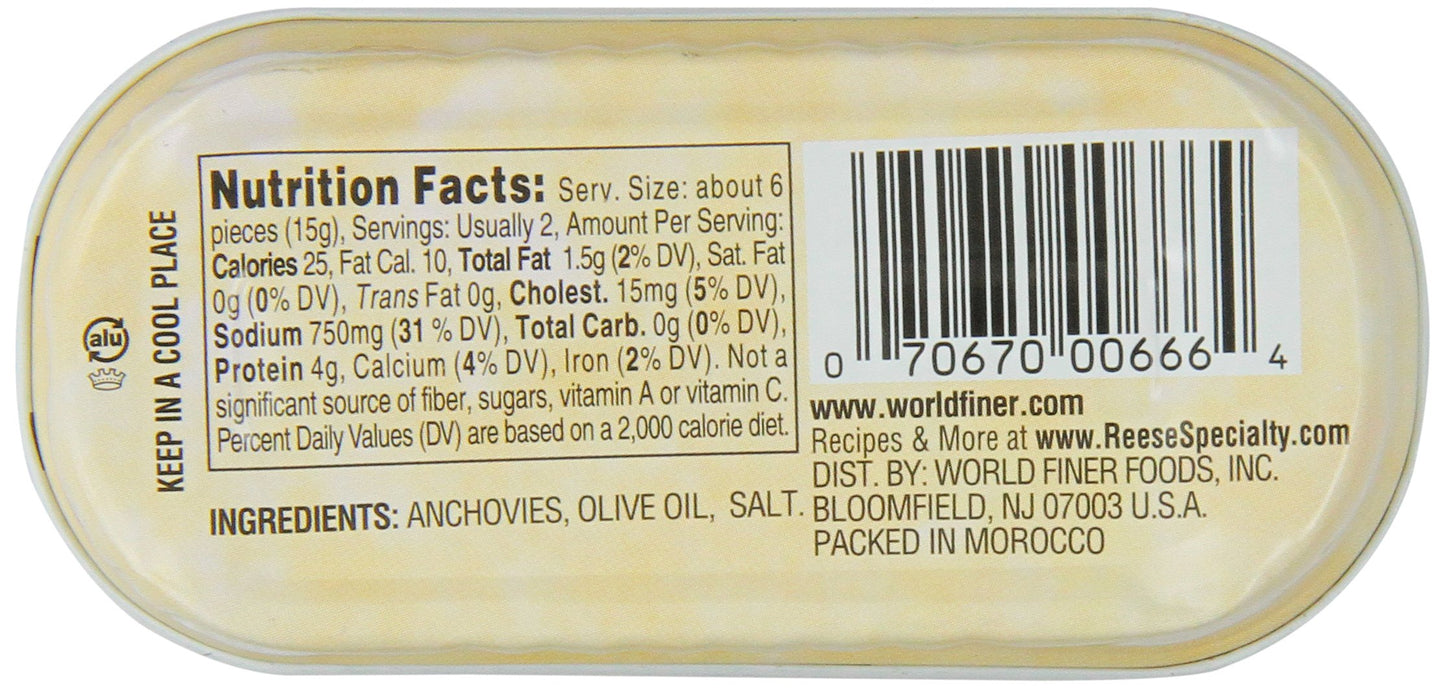 KEEP IN A COOL PLACE
alu
Nutrition Facts: Serv. Size: about 6
pieces (15g), Servings: Usually 2, Amount Per Serving:
Calories 25, Fat Cal. 10, Total Fat 1.5g (2% DV), Sat. Fat
0g (0% DV), Trans Fat 0g, Cholest. 15mg (5% DV),
Sodium 750mg (31 % DV), Total Carb. 0g (0% DV),
Protein 4g, Calcium (4% DV), Iron (2% DV). Not a
significant source of fiber, sugars, vitamin A or vitamin C.
Percent Daily Values (DV) are based on a 2,000 calorie diet.
INGREDIENTS: ANCHOVIES, OLIVE OIL, SALT.
0 70670 00666 4
www.worldfiner.com
Recipes & More at www.ReeseSpecialty.com
DIST. BY: WORLD FINER FOODS, INC.
BLOOMFIELD, NJ 07003 U.S.A.
PACKED IN MOROCCO